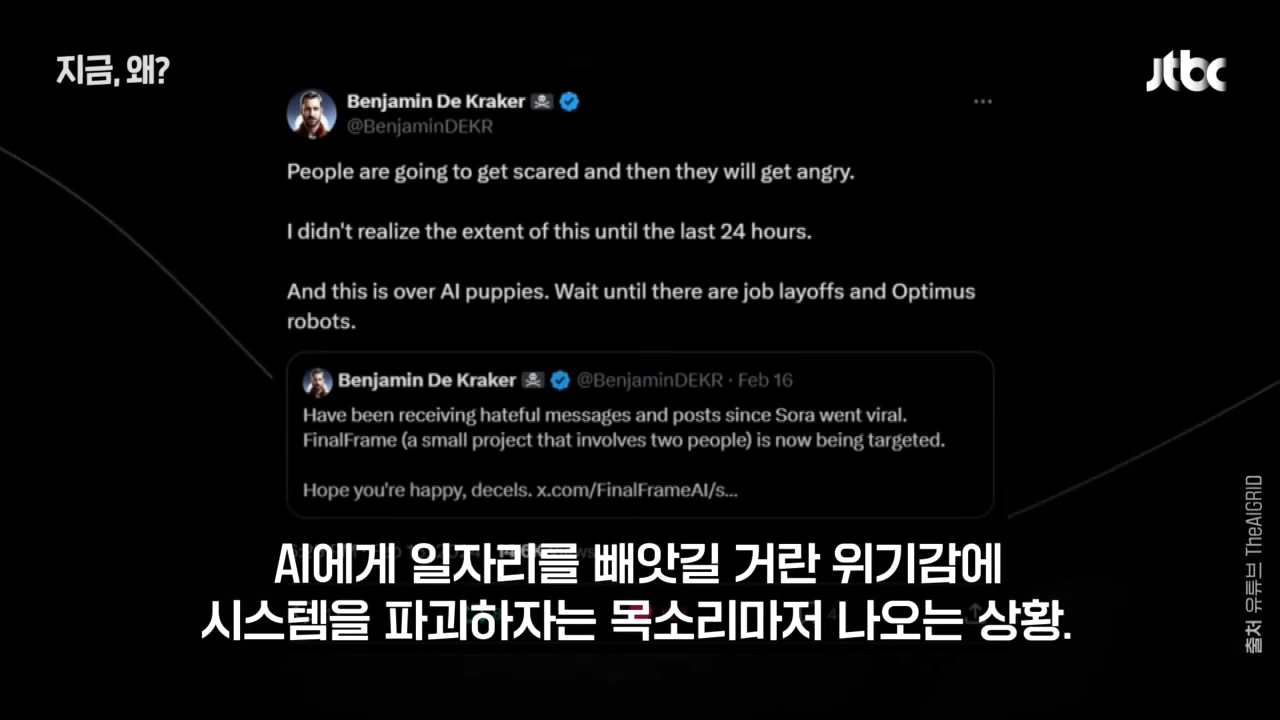 지금, 왜?
jtbc
Benjamin De Kraker
@BenjaminDEKR
People are going to get scared and then they will get angry.
I didn't realize the extent of this until the last 24 hours.
And this is over AI puppies. Wait until there are job layoffs and Optimus
robots.
Benjamin De Kraker @BenjaminDEKR · Feb 16
Have been receiving hateful messages and posts since Sora went viral.
FinalFrame (a small project that involves two people) is now being targeted.
Hope you're happy, decels. x.com/FinalFrameAI/s...
AI에게 일자리를 빼앗길 거란 위기감에
시스템을 파괴하자는 목소리마저 나오는 상황.
출처 유튜브 TheAIGRID